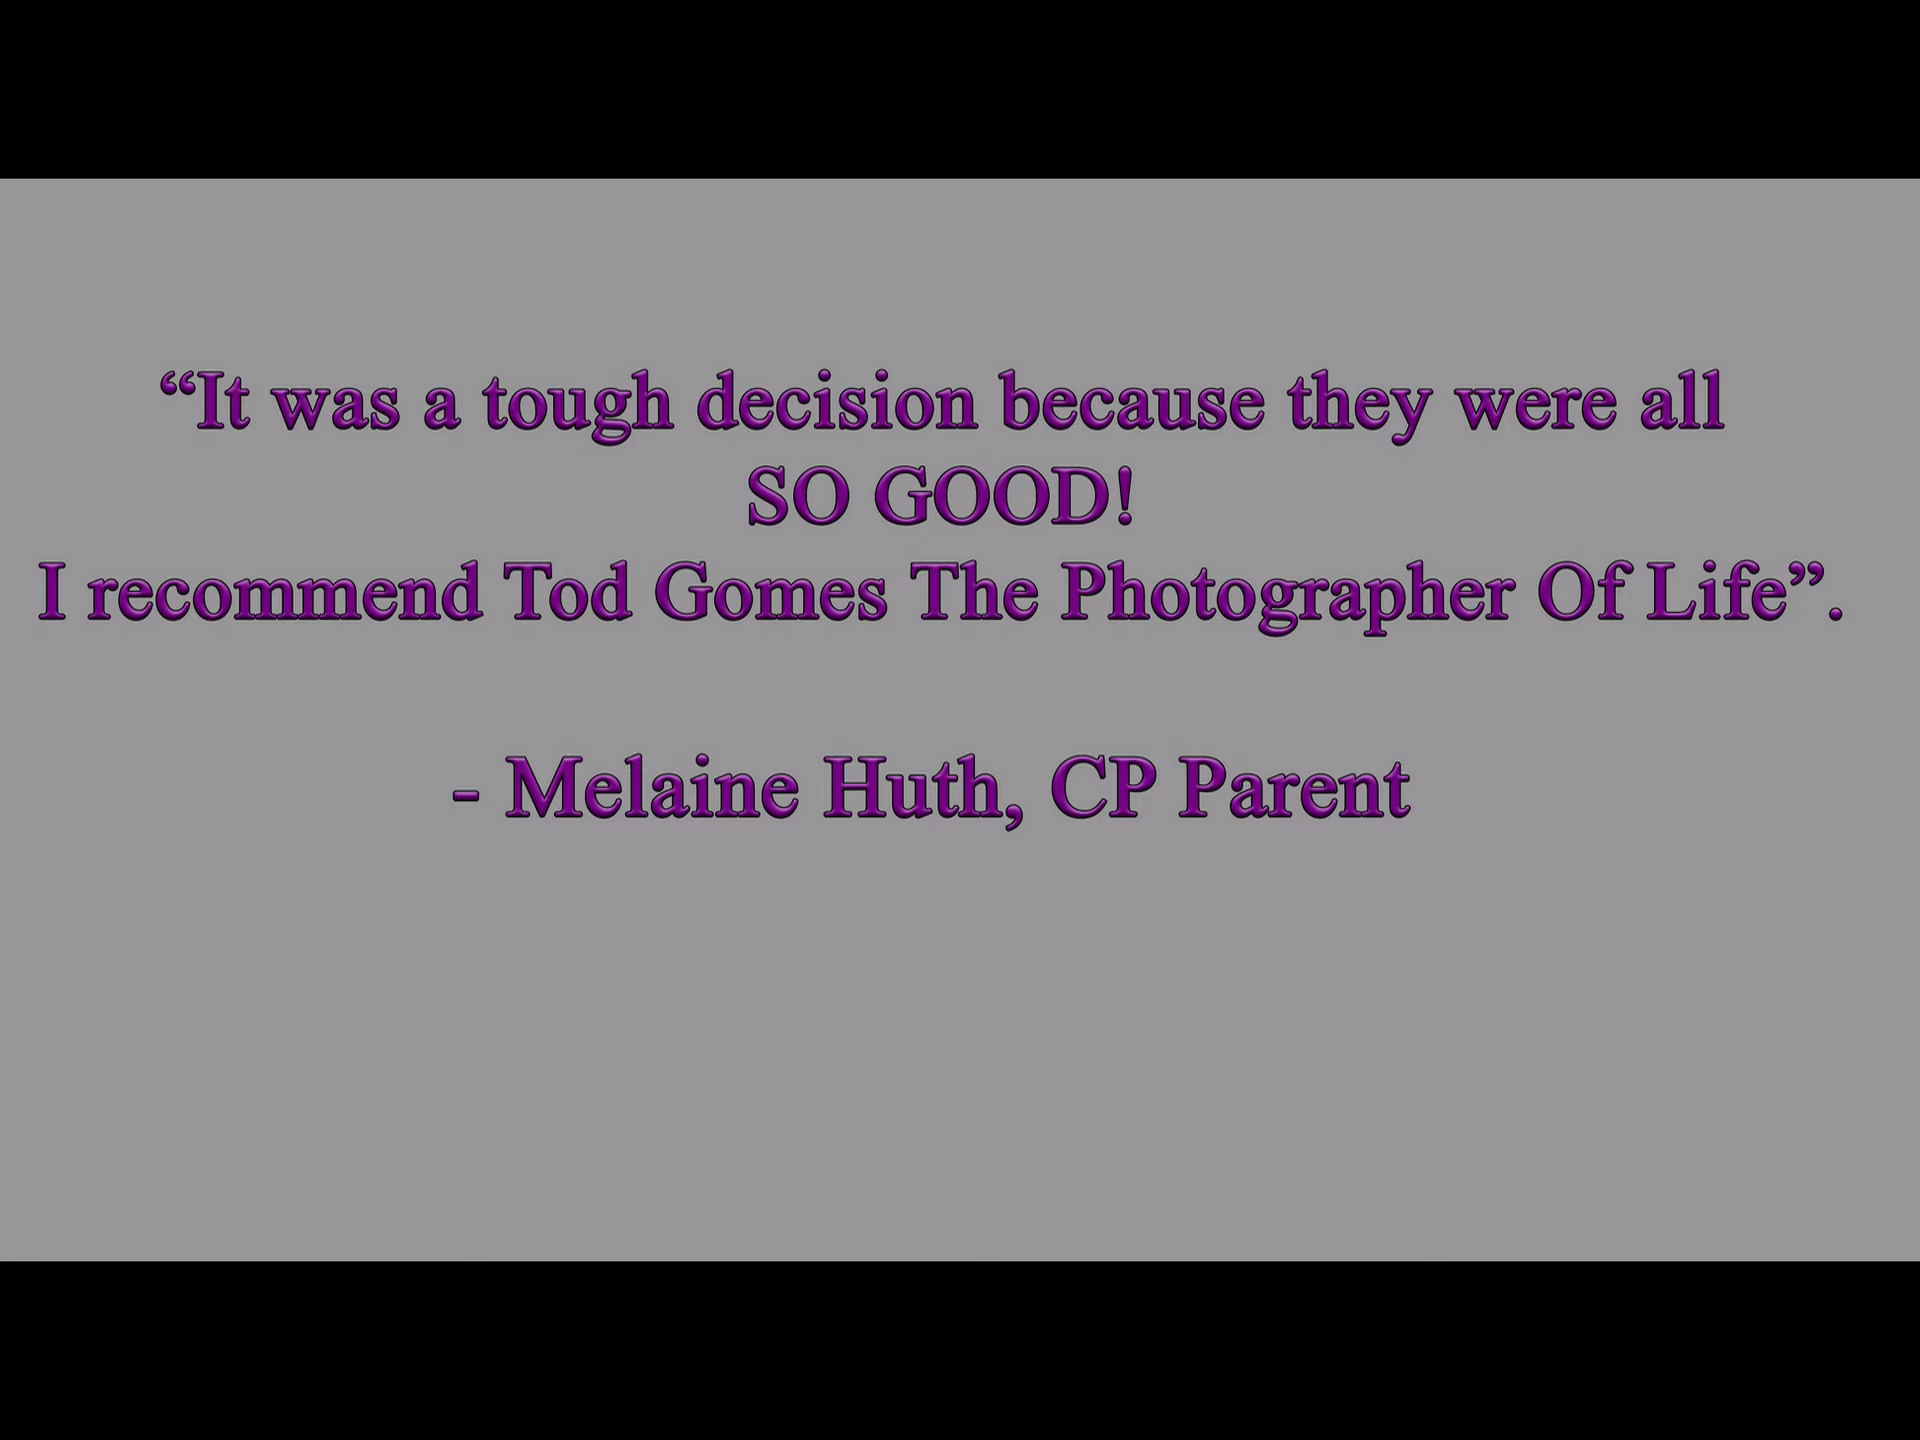 “It was a tough decision because they were all
SO GOOD!
I recommend Tod Gomes The Photographer Of Life”.
- Melaine Huth, CP Parent